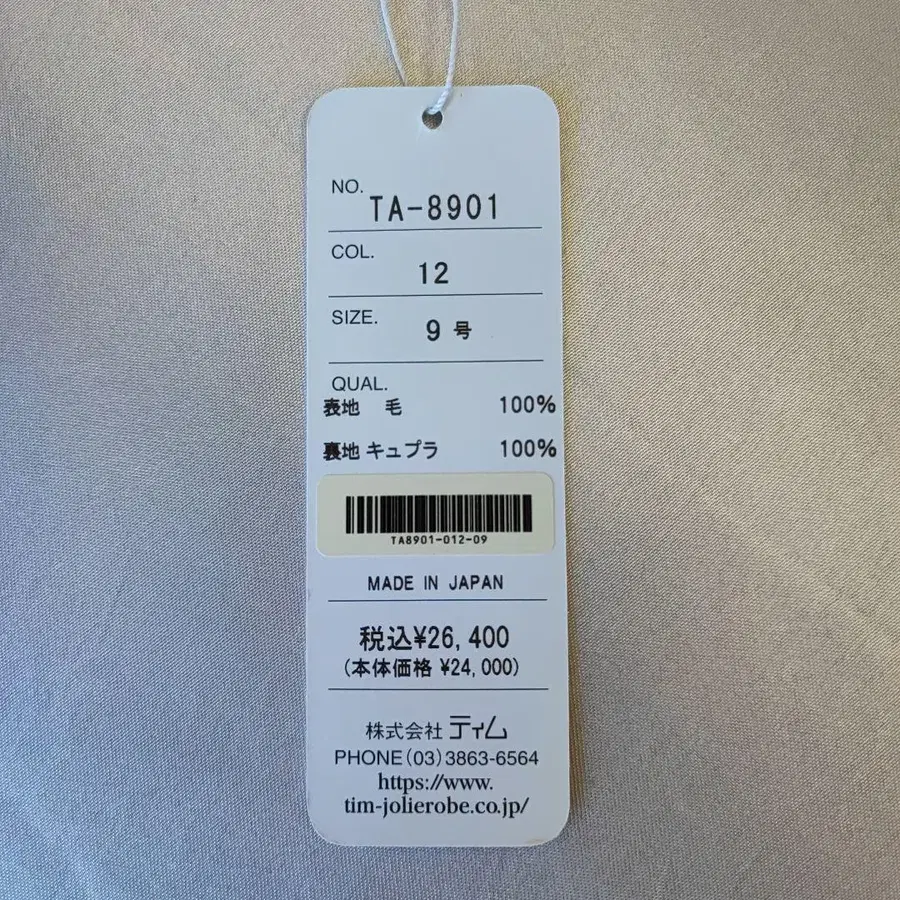 NO.
TA-8901
COL.
12
SIZE.
9 号
QUAL.
表地 毛 100%
裏地 キュプラ 100%
TA8901-012-09
MADE IN JAPAN
税込¥26,400
(本体価格 ¥24,000)
株式会社 ティム
PHONE(03)3863-6564
https://www.
tim-jolierobe.co.jp/